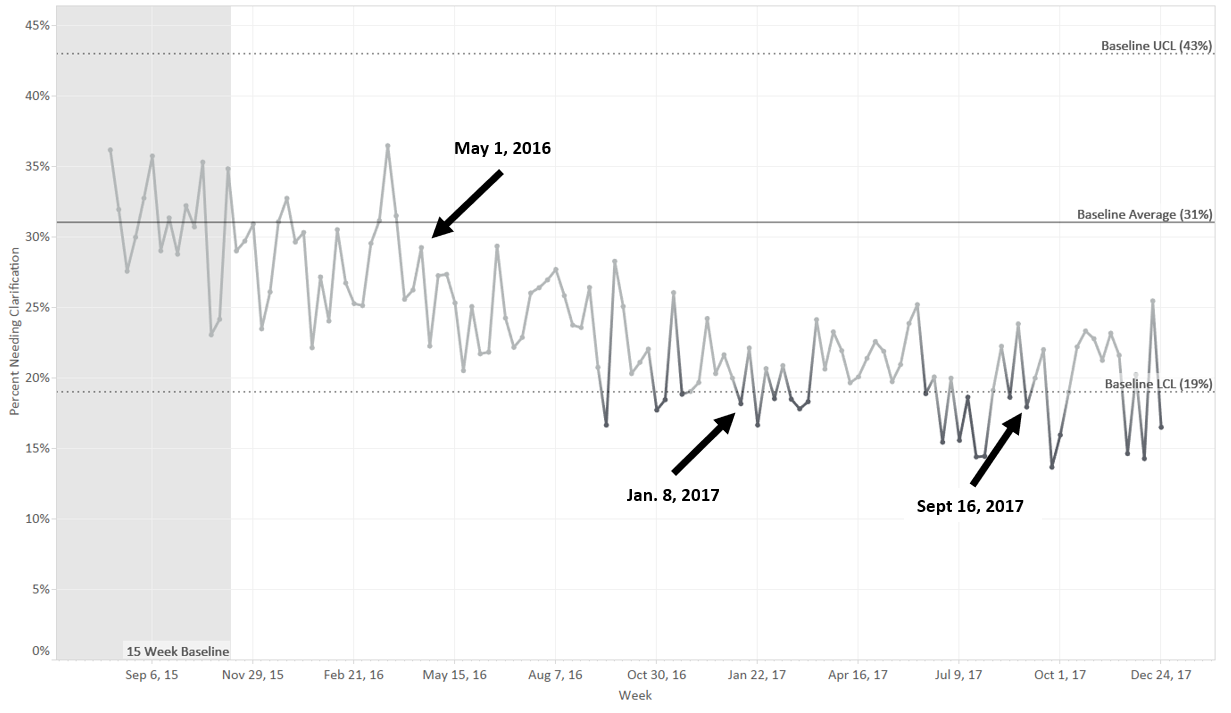 45%
Baseline UCL (43%)
40%
35%
May 1, 2016
Baseline Average (31%)
30%
25%
20%
Baseline LCL (19%)
15%
Jan. 8, 2017
Sept 16, 2017
10%
5%
0%
15 Week Baseline
Percent Needing Clarification
Sep 6, 15 Nov 29, 15 Feb 21, 16 May 15, 16 Aug 7, 16 Oct 30, 16 Jan 22, 17 Apr 16, 17 Jul 9, 17 Oct 1, 17 Dec 24, 17
Week